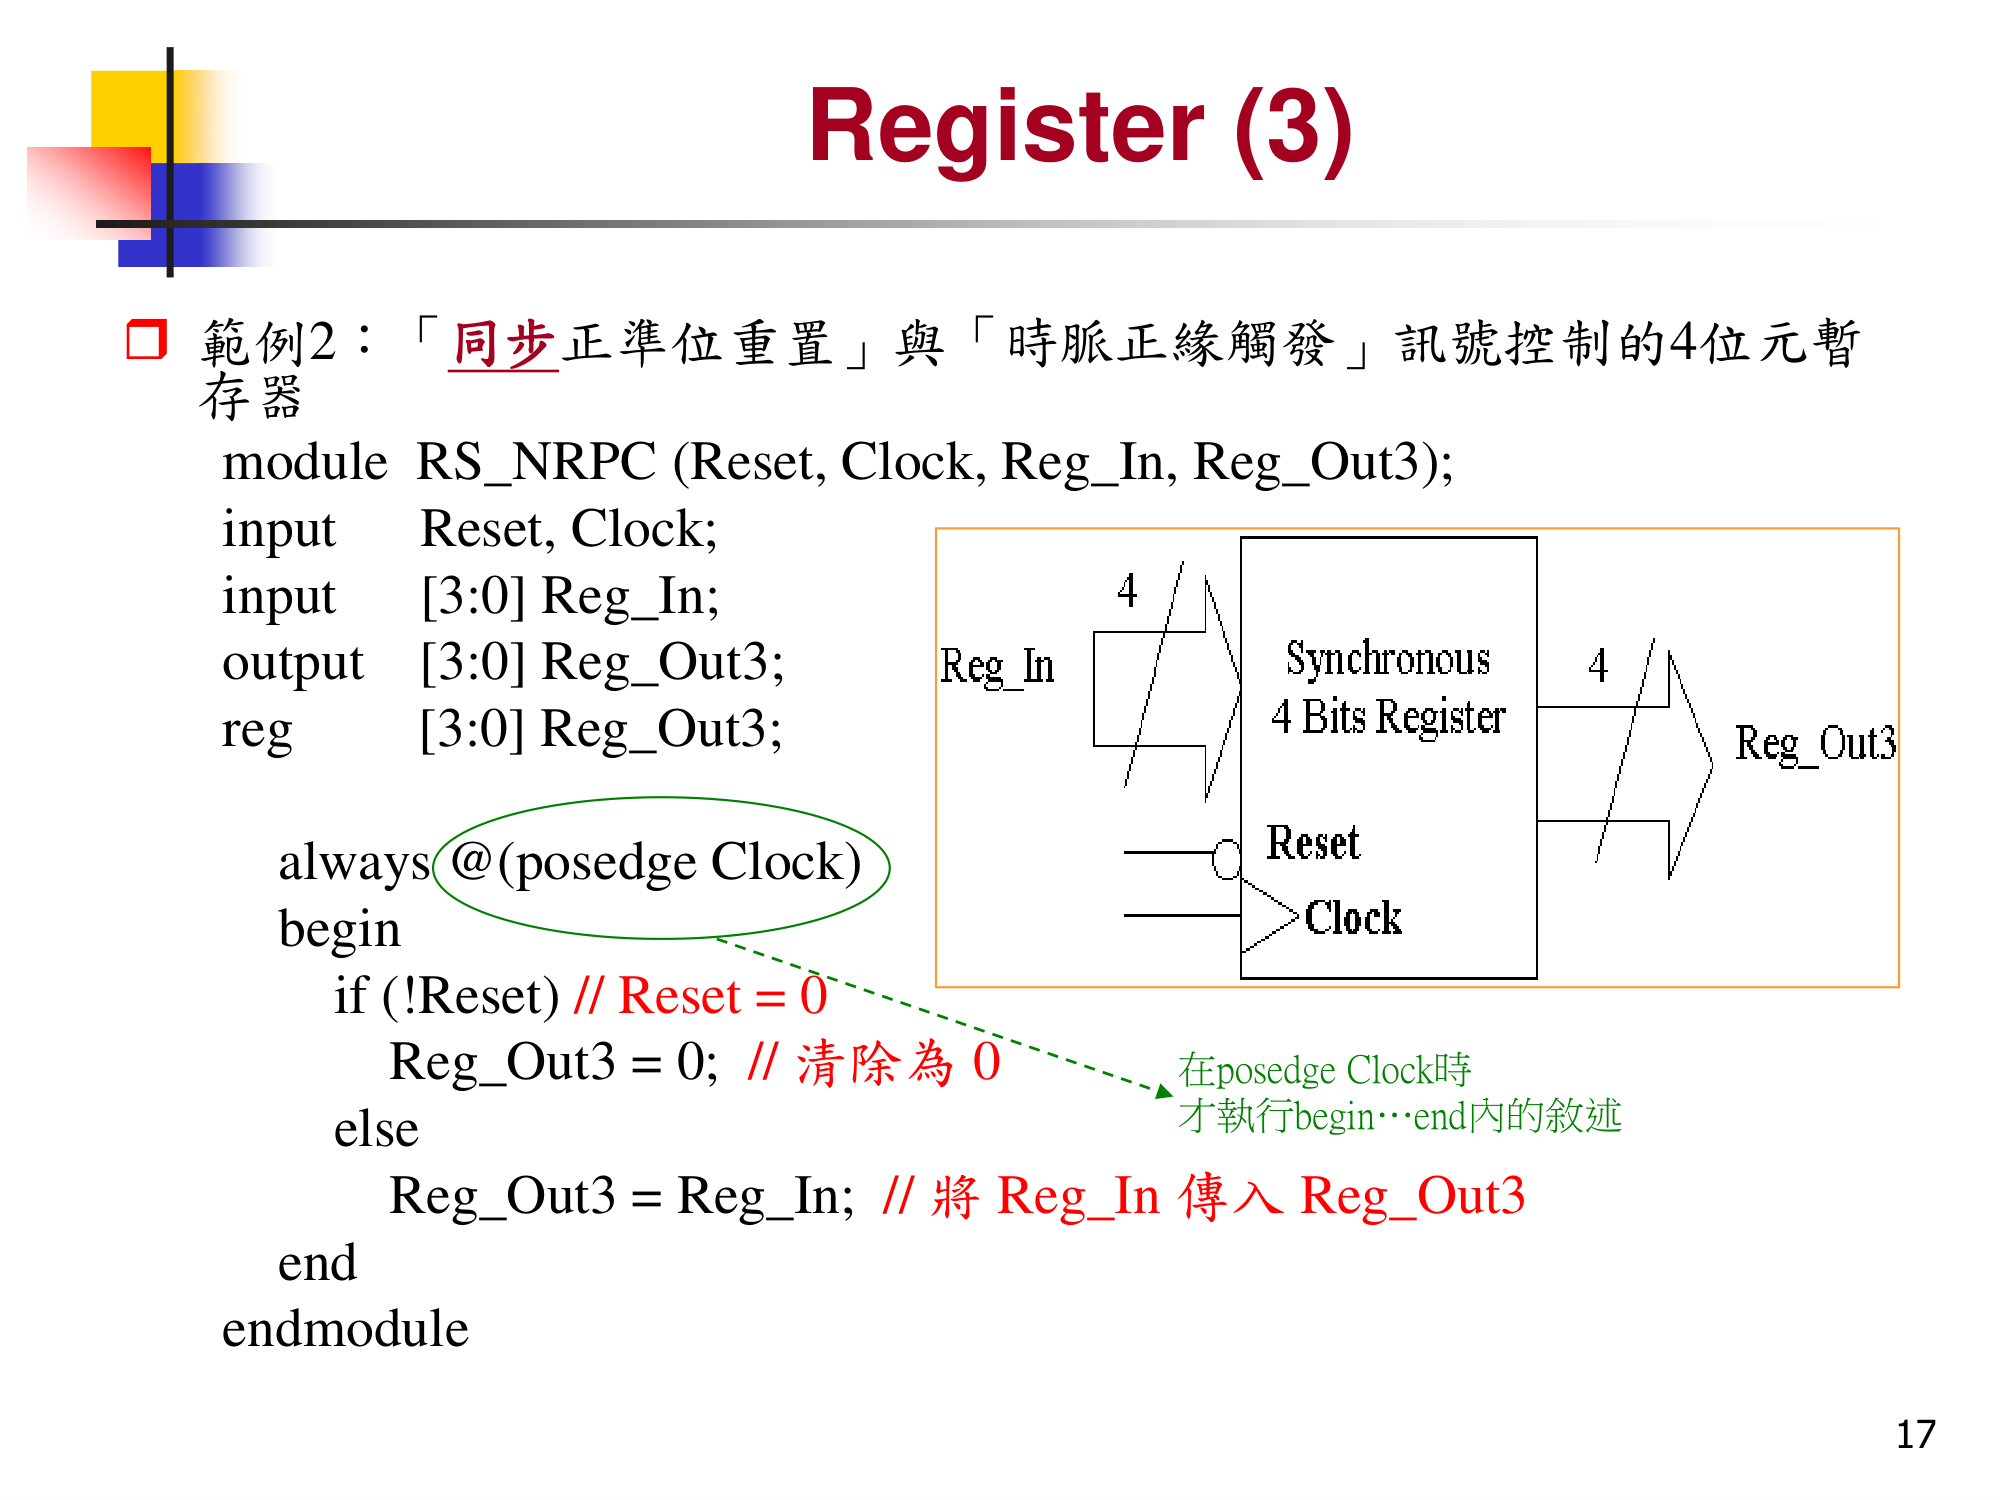 Register (3)
範例2：「同步正準位重置」與「時脈正緣觸發」訊號控制的4位元暫
存器
module RS_NRPC (Reset, Clock, Reg_In, Reg_Out3);
input Reset, Clock;
input [3:0] Reg_In;
output [3:0] Reg_Out3;
reg [3:0] Reg_Out3;
always @(posedge Clock)
begin
if (!Reset) // Reset = 0
Reg_Out3 = 0; // 清除為 0
else
Reg_Out3 = Reg_In; // 將 Reg_In 傳入 Reg_Out3
end
endmodule
4
Reg_In
Synchronous
4 Bits Register
4
Reg_Out3
Reset
Clock
在posedge Clock時
才執行begin…end內的敘述
17